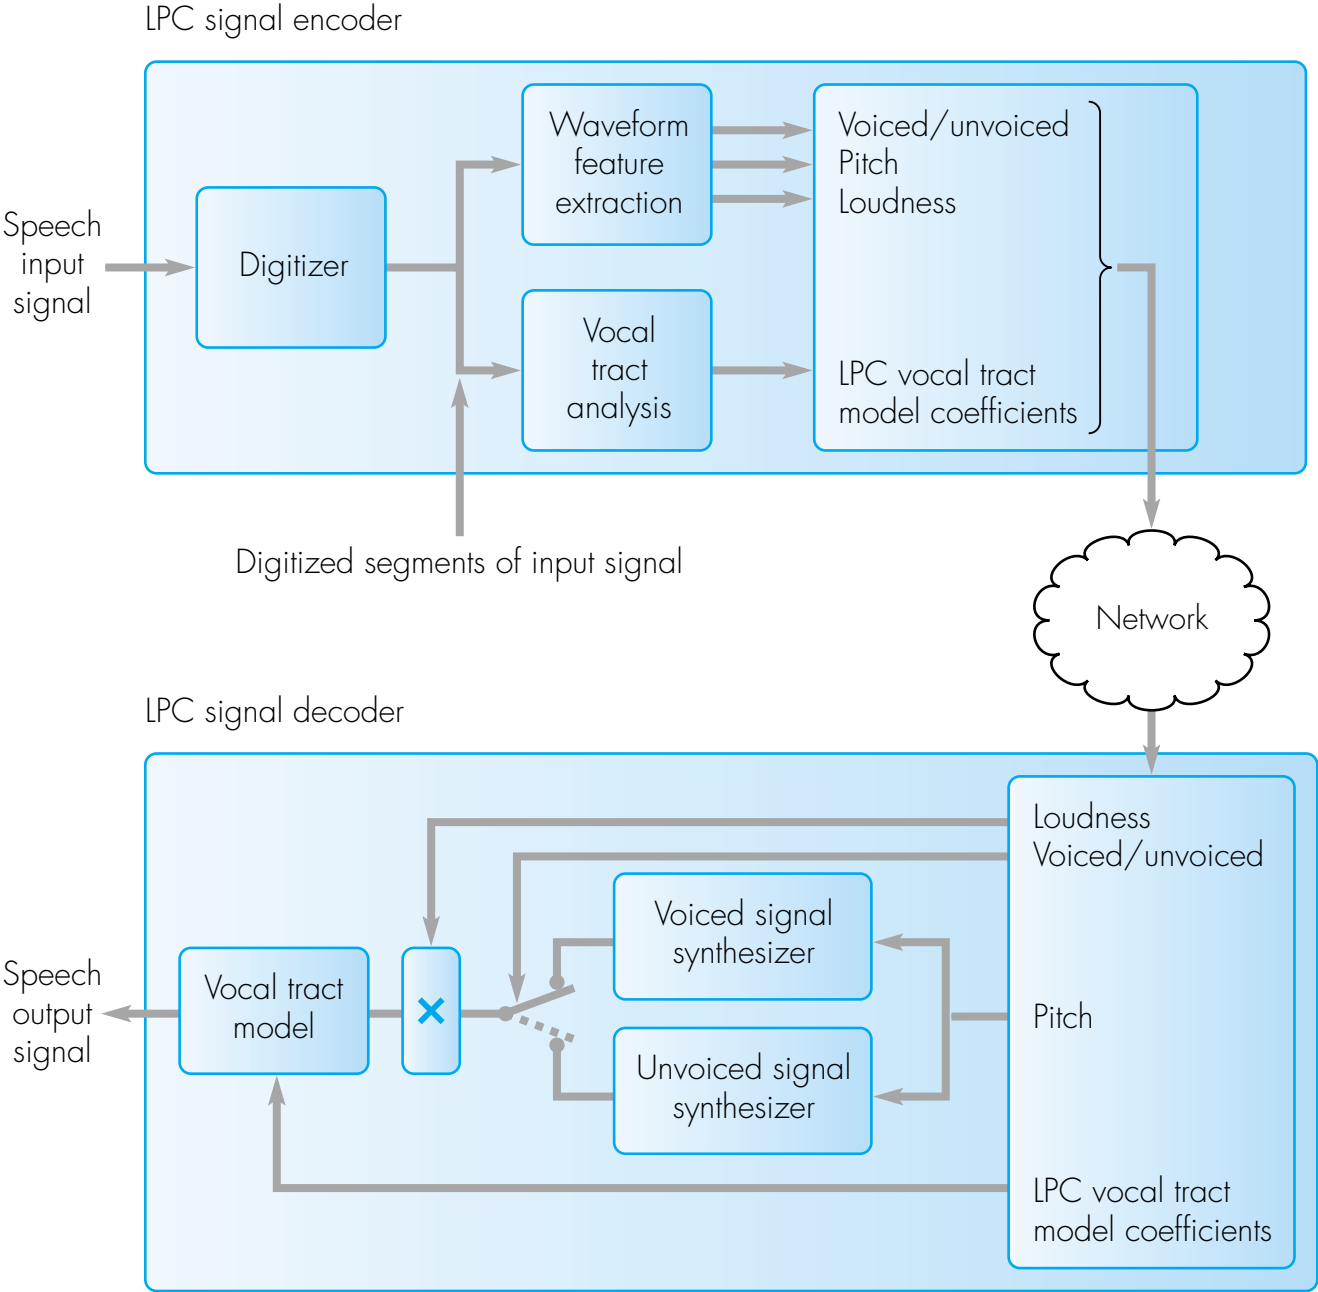 LPC signal encoder
Speech
input
signal
Digitizer
Waveform
feature
extraction
Vocal
tract
analysis
Voiced/unvoiced
Pitch
Loudness
LPC vocal tract
model coefficients
Digitized segments of input signal
Network
LPC signal decoder
Loudness
Voiced/unvoiced
Pitch
LPC vocal tract
model coefficients
Voiced signal
synthesizer
Unvoiced signal
synthesizer
×
Vocal tract
model
Speech
output
signal